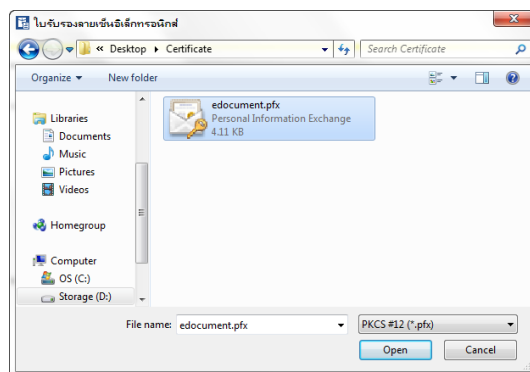 ใบรับรองลายเซ็นอิเล็กทรอนิกส์
« Desktop ▸ Certificate
Search Certificate
Organize ▾ New folder
edocument.pfx
Personal Information Exchange
4.11 KB
Libraries
Documents
Music
Pictures
Videos
Homegroup
Computer
OS (C:)
Storage (D:)
File name: edocument.pfx
PKCS #12 (*.pfx)
Open Cancel